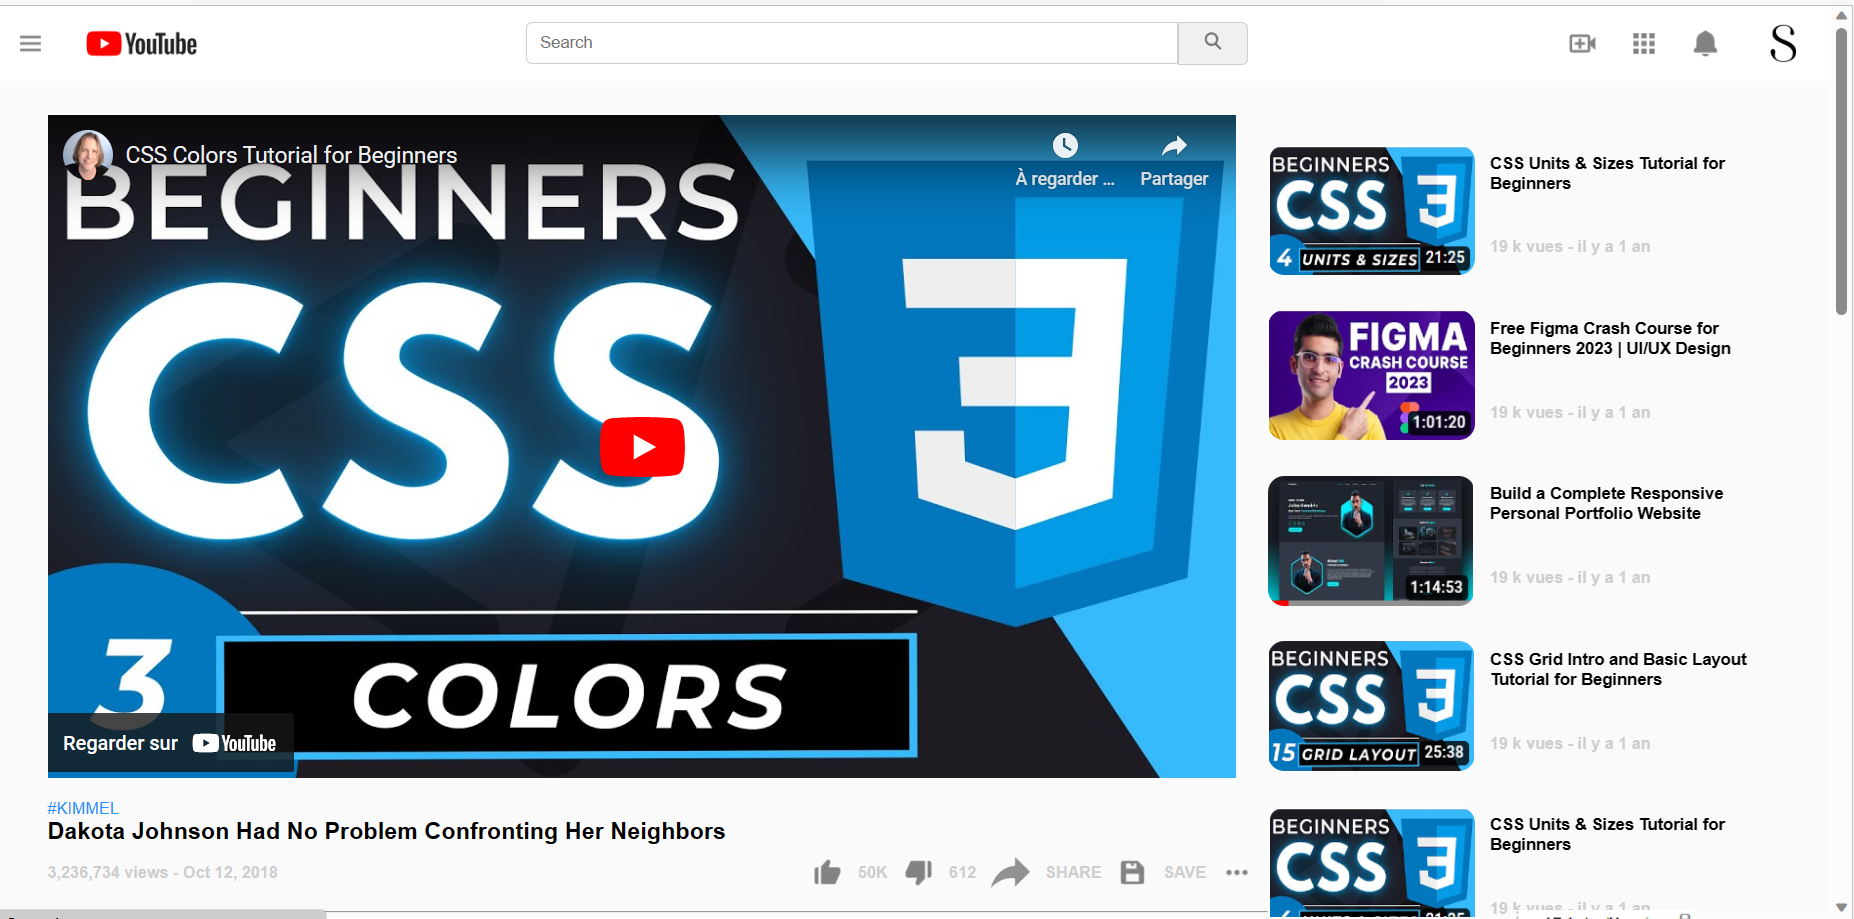 YouTube
Search
S
CSS Colors Tutorial for Beginners
À regarder ...
Partager
BEGINNERS
CSS
3
COLORS
Regarder sur YouTube
#KIMMEL
Dakota Johnson Had No Problem Confronting Her Neighbors
3,236,734 views - Oct 12, 2018
50K
612
SHARE
SAVE
BEGINNERS
CSS
4 UNITS & SIZES 21:25
CSS Units & Sizes Tutorial for
Beginners
19 k vues - il y a 1 an
FIGMA
CRASH COURSE
2023
1:01:20
Free Figma Crash Course for
Beginners 2023 | UI/UX Design
19 k vues - il y a 1 an
1:14:53
Build a Complete Responsive
Personal Portfolio Website
19 k vues - il y a 1 an
BEGINNERS
CSS
15 GRID LAYOUT 25:38
CSS Grid Intro and Basic Layout
Tutorial for Beginners
19 k vues - il y a 1 an
BEGINNERS
CSS
CSS Units & Sizes Tutorial for
Beginners
19 k vues - il y a 1 an